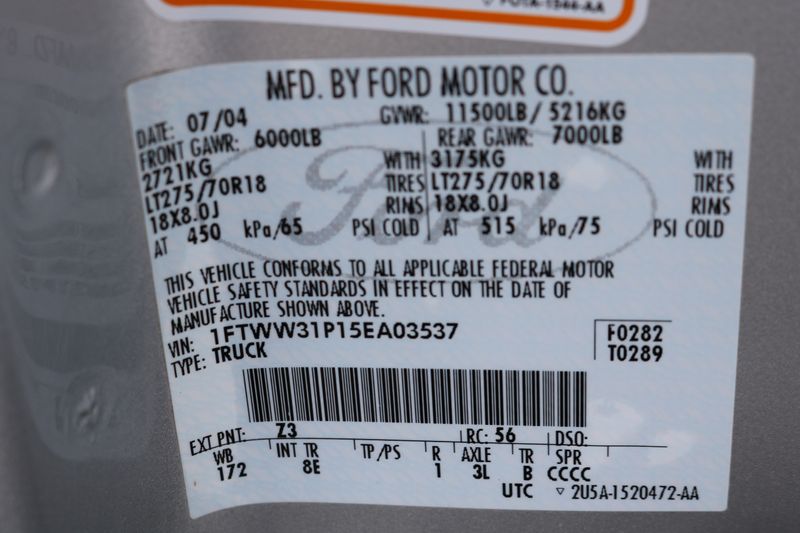 FU1A-1544-AA
MFD. BY FORD MOTOR CO.
DATE: 07/04 GVWR: 11500LB/ 5216KG
FRONT GAWR: 6000LB REAR GAWR: 7000LB
2721KG WITH 3175KG WITH
LT275/70R18 TIRES LT275/70R18 TIRES
18X8.0J RIMS 18X8.0J RIMS
AT 450 kPa/65 PSI COLD AT 515 kPa/75 PSI COLD
Ford
THIS VEHICLE CONFORMS TO ALL APPLICABLE FEDERAL MOTOR
VEHICLE SAFETY STANDARDS IN EFFECT ON THE DATE OF
MANUFACTURE SHOWN ABOVE.
VIN: 1FTWW31P15EA03537 F0282
TYPE: TRUCK T0289
EXT PNT: Z3 RC: 56 DSO:
WB INT TR TP/PS R AXLE TR SPR
172 8E 1 3L B CCCC
UTC ▽ 2U5A-1520472-AA